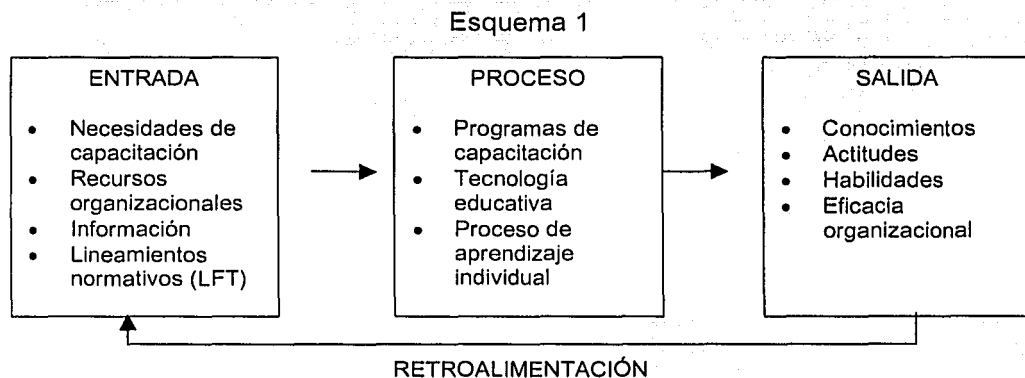 Esquema 1
ENTRADA
• Necesidades de
capacitación
• Recursos
organizacionales
• Información
• Lineamientos
normativos (LFT)
PROCESO
• Programas de
capacitación
• Tecnología
educativa
• Proceso de
aprendizaje
individual
SALIDA
• Conocimientos
• Actitudes
• Habilidades
• Eficacia
organizacional
RETROALIMENTACIÓN